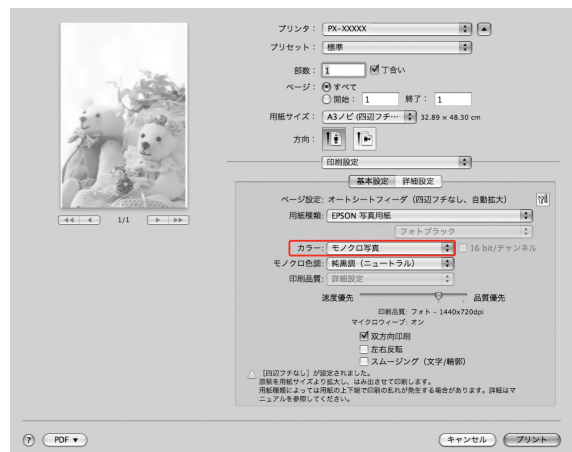 プリンタ： PX-XXXXX
プリセット： 標準
部数： 1 丁合い
ページ： すべて
開始： 1 終了： 1
用紙サイズ： A3ノビ (四辺フチ… 32.89 × 48.30 cm
方向：
印刷設定
基本設定 詳細設定
ページ設定: オートシートフィーダ（四辺フチなし、自動拡大）
用紙種類: EPSON 写真用紙
フォトブラック
カラー: モノクロ写真 16 bit/チャンネル
モノクロ色調: 純黒調（ニュートラル）
印刷品質: 詳細設定
速度優先 品質優先
印刷品質: フォト - 1440x720dpi
マイクロウィーブ: オン
双方向印刷
左右反転
スムージング（文字/輪郭）
[四辺フチなし] が設定されました。
原稿を用紙サイズより拡大し、はみ出させて印刷します。
用紙種類によっては用紙の上下端で印刷の乱れが発生する場合があります。詳細はマ
ニュアルを参照してください。
1/1
? PDF ▼ キャンセル プリント